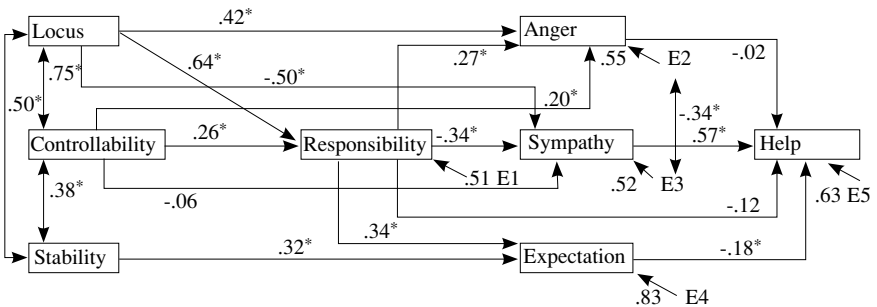 Locus
.42*
Anger
.64*
.27*
.55
E2
-.02
.75*
-.50*
.50*
.20*
-.34*
Controllability
.26*
Responsibility
-.34*
Sympathy
.57*
Help
.51 E1
.52
E3
.63 E5
.38*
-.06
-.12
.34*
Stability
.32*
Expectation
-.18*
.83
E4